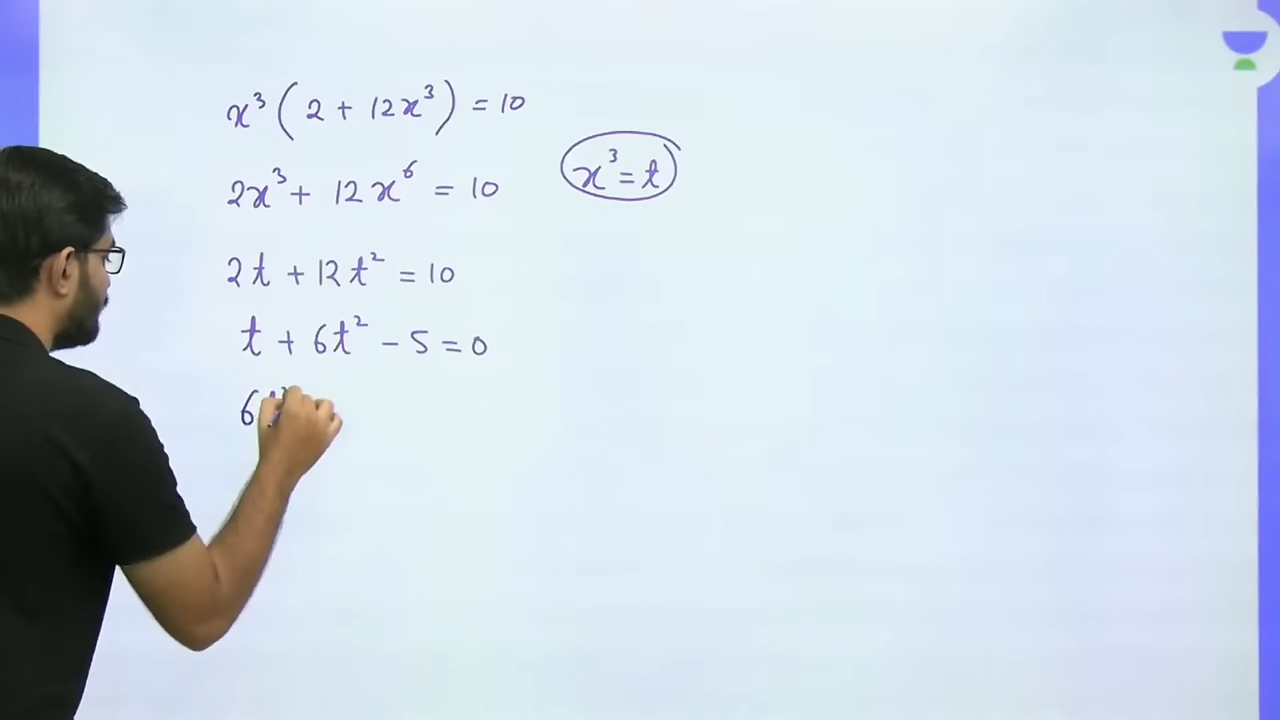 x³ ( 2 + 12x³ ) = 10
x³ = t
2x³ + 12x⁶ = 10
2t + 12t² = 10
t + 6t² - 5 = 0
6